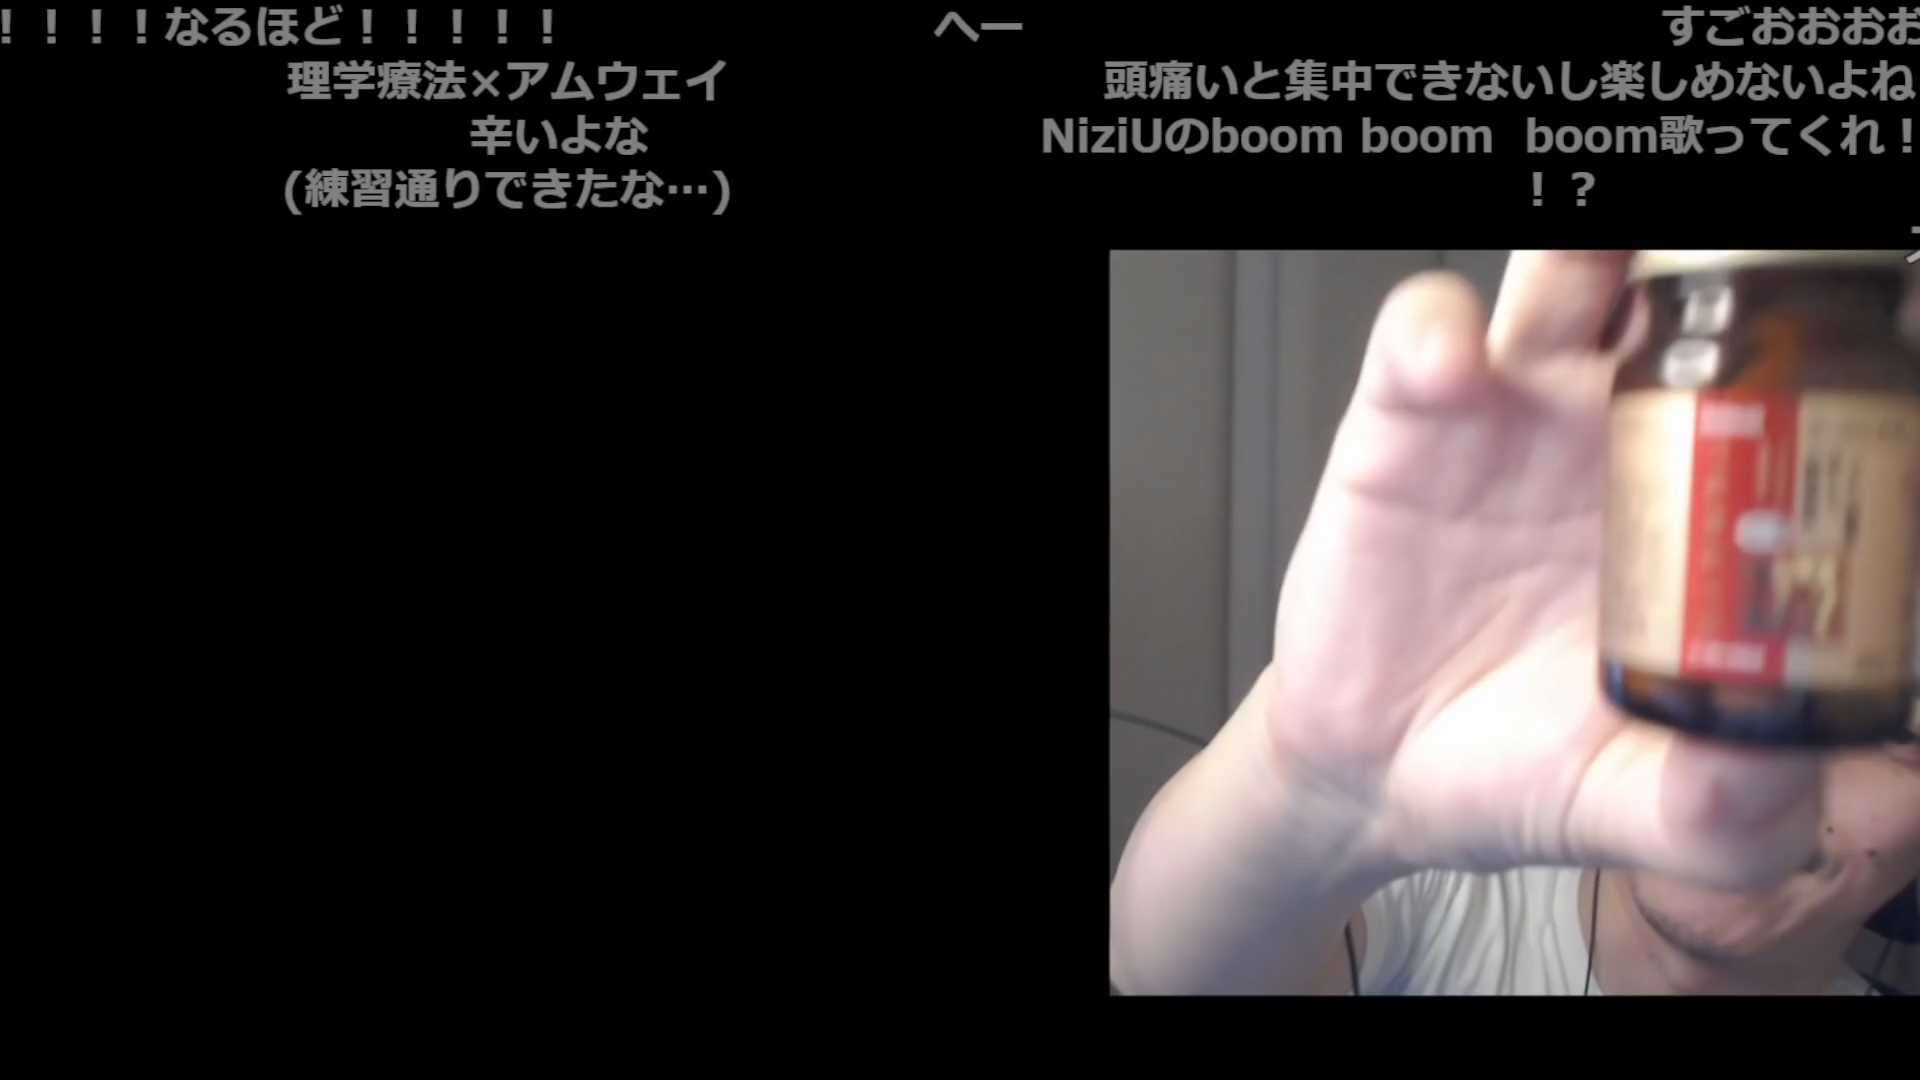 ！！！！なるほど！！！！！
へー
すごおおおお
理学療法×アムウェイ
頭痛いと集中できないし楽しめないよね
辛いよな
NiziUのboom boom  boom歌ってくれ！
(練習通りできたな…)
！？